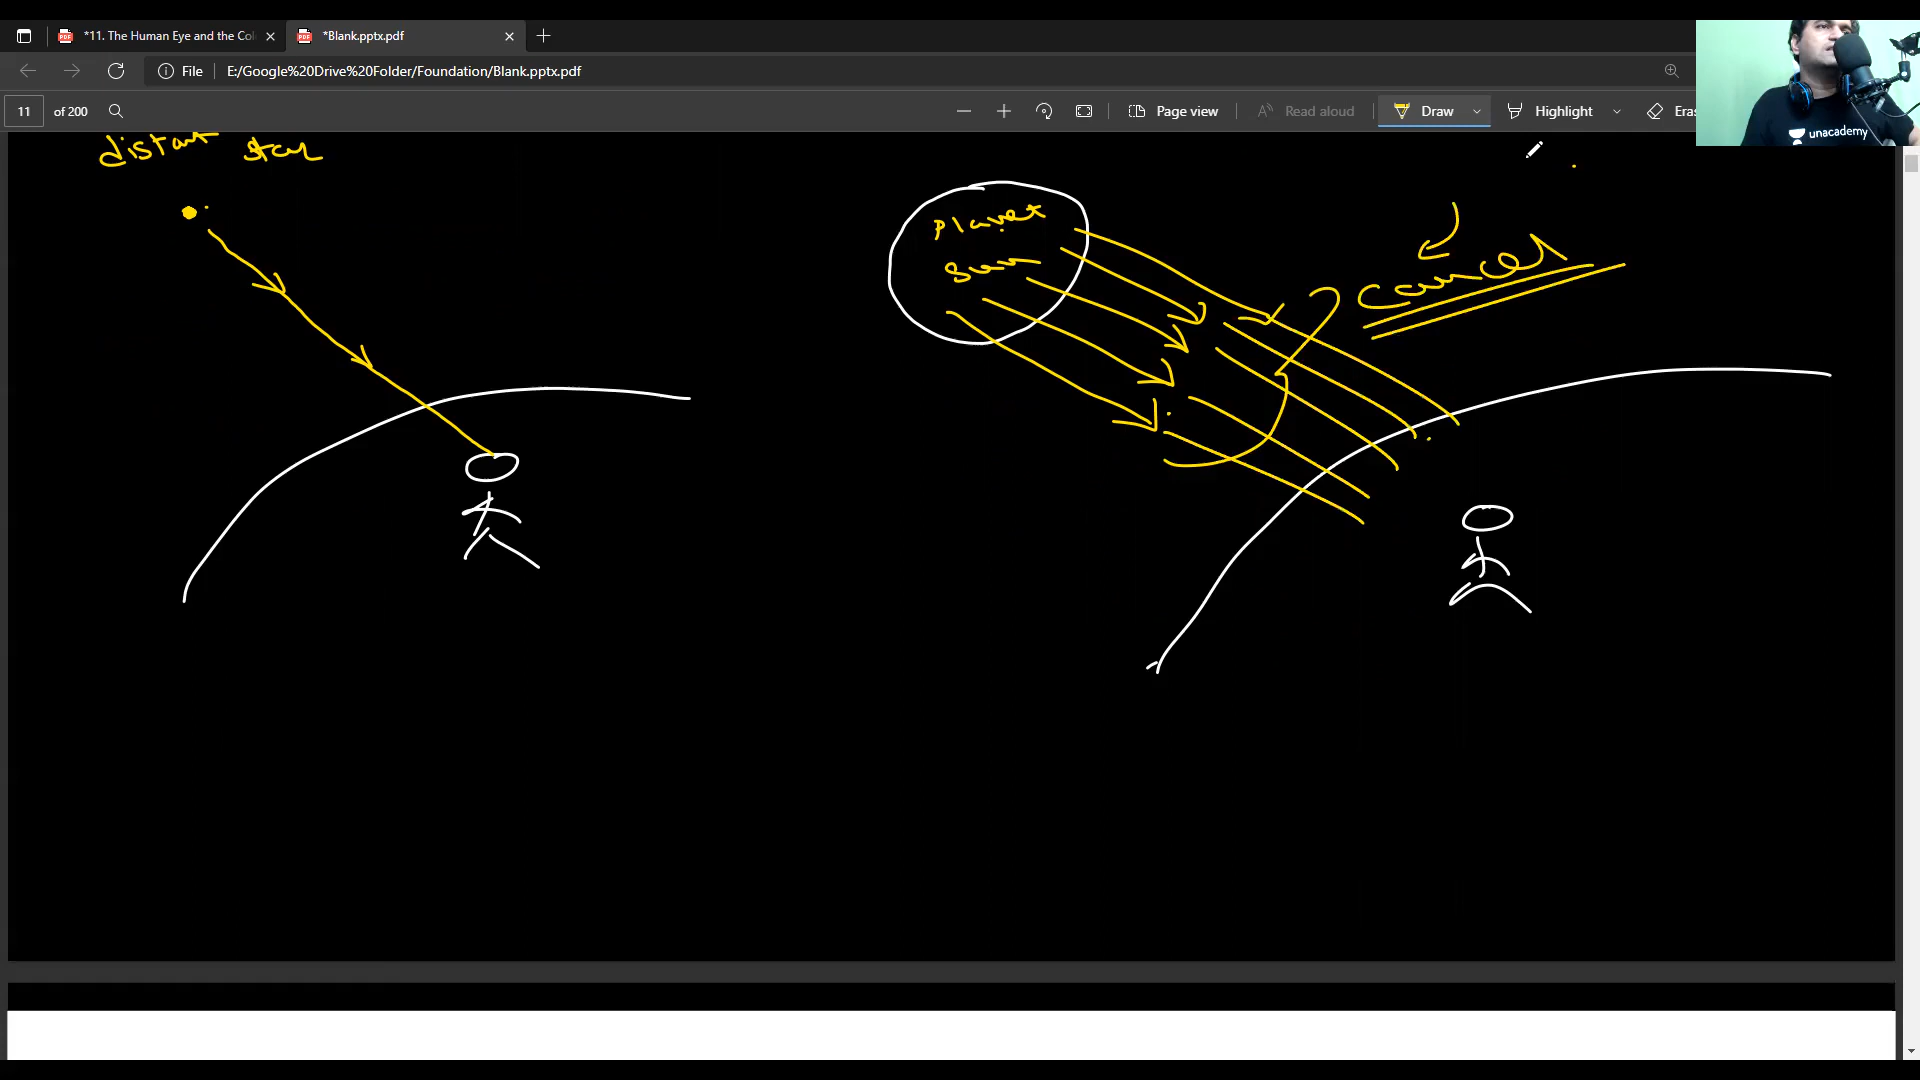 *11. The Human Eye and the Col
*Blank.pptx.pdf
File
E:/Google%20Drive%20Folder/Foundation/Blank.pptx.pdf
11 of 200
Page view
Read aloud
Draw
Highlight
Eras
unacademy
distant star
Planet
Sun
cancel